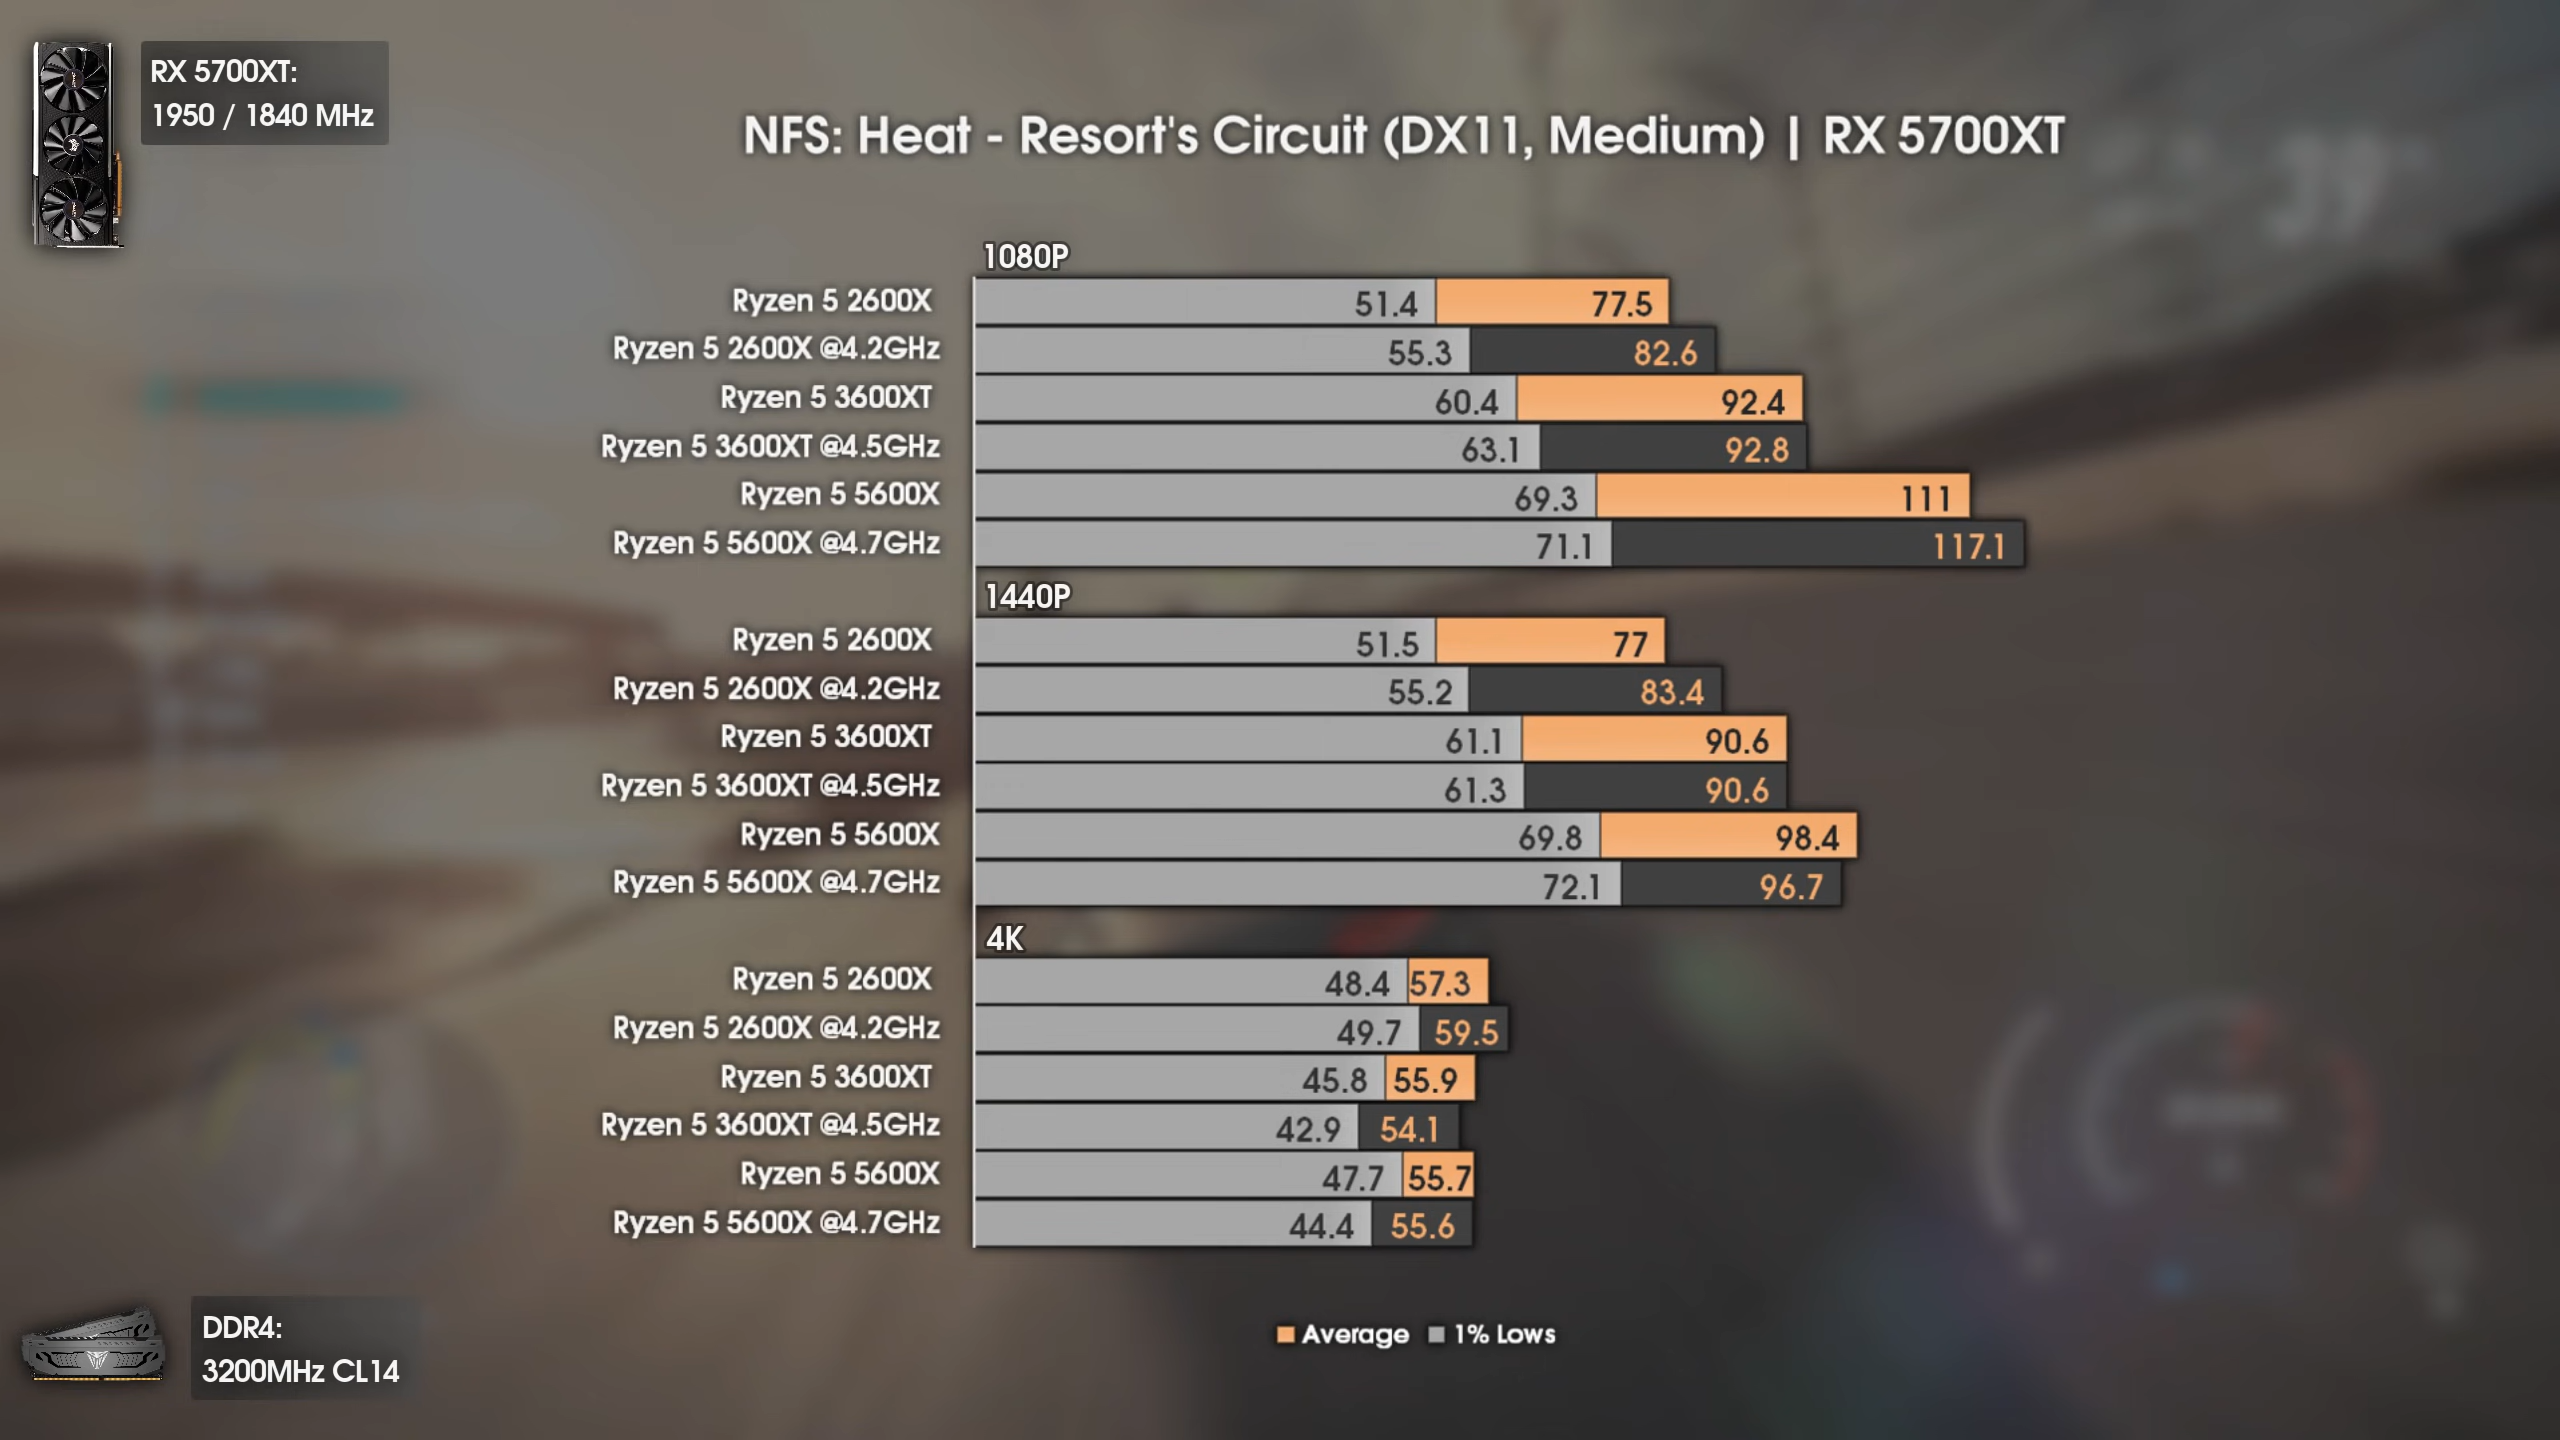 RX 5700XT:
1950 / 1840 MHz
NFS: Heat - Resort's Circuit (DX11, Medium) | RX 5700XT
1080P
Ryzen 5 2600X 51.4 77.5
Ryzen 5 2600X @4.2GHz 55.3 82.6
Ryzen 5 3600XT 60.4 92.4
Ryzen 5 3600XT @4.5GHz 63.1 92.8
Ryzen 5 5600X 69.3 111
Ryzen 5 5600X @4.7GHz 71.1 117.1
1440P
Ryzen 5 2600X 51.5 77
Ryzen 5 2600X @4.2GHz 55.2 83.4
Ryzen 5 3600XT 61.1 90.6
Ryzen 5 3600XT @4.5GHz 61.3 90.6
Ryzen 5 5600X 69.8 98.4
Ryzen 5 5600X @4.7GHz 72.1 96.7
4K
Ryzen 5 2600X 48.4 57.3
Ryzen 5 2600X @4.2GHz 49.7 59.5
Ryzen 5 3600XT 45.8 55.9
Ryzen 5 3600XT @4.5GHz 42.9 54.1
Ryzen 5 5600X 47.7 55.7
Ryzen 5 5600X @4.7GHz 44.4 55.6
Average 1% Lows
DDR4:
3200MHz CL14